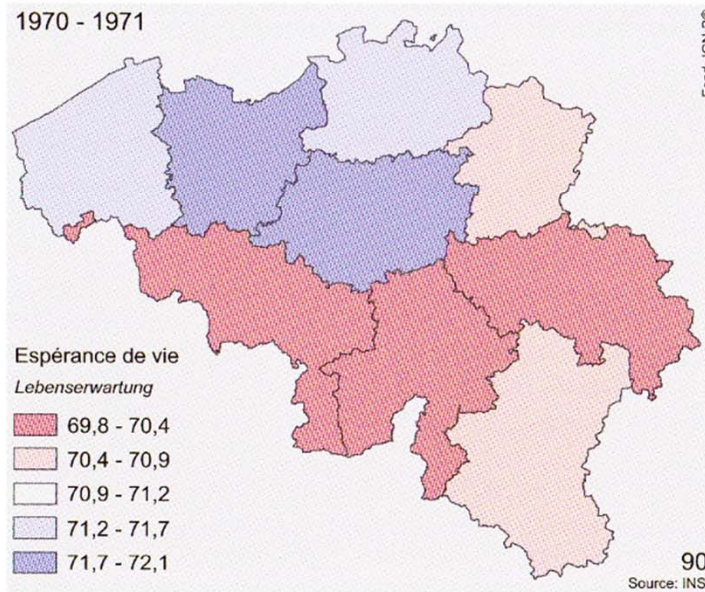 1970 - 1971
Espérance de vie
Lebenserwartung
69,8 - 70,4
70,4 - 70,9
70,9 - 71,2
71,2 - 71,7
71,7 - 72,1
90
Source: INS